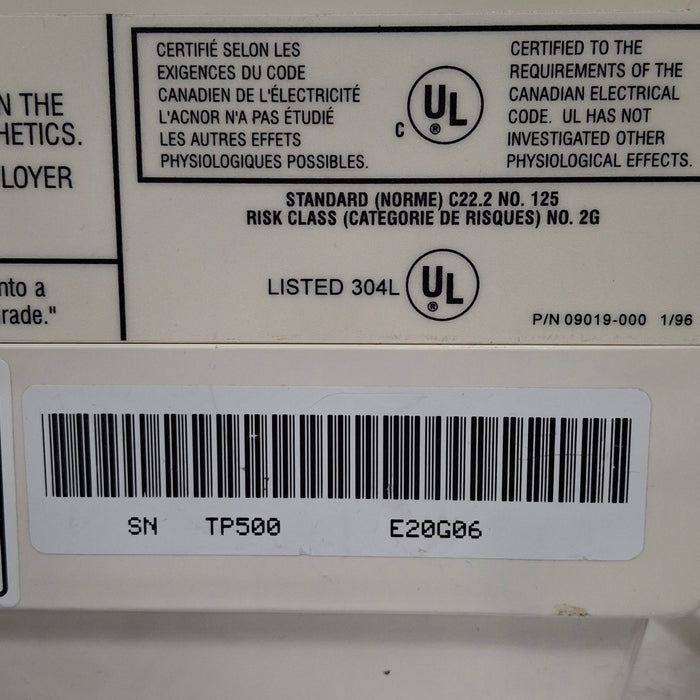 N THE
HETICS.
LOYER
nto a
rade."
CERTIFIÉ SELON LES
EXIGENCES DU CODE
CANADIEN DE L'ÉLECTRICITÉ
L'ACNOR N'A PAS ÉTUDIÉ
LES AUTRES EFFETS
PHYSIOLOGIQUES POSSIBLES.
C UL ®
CERTIFIED TO THE
REQUIREMENTS OF THE
CANADIAN ELECTRICAL
CODE. UL HAS NOT
INVESTIGATED OTHER
PHYSIOLOGICAL EFFECTS.
STANDARD (NORME) C22.2 NO. 125
RISK CLASS (CATEGORIE DE RISQUES) NO. 2G
LISTED 304L UL ®
P/N 09019-000 1/96
SN TP500 E20G06